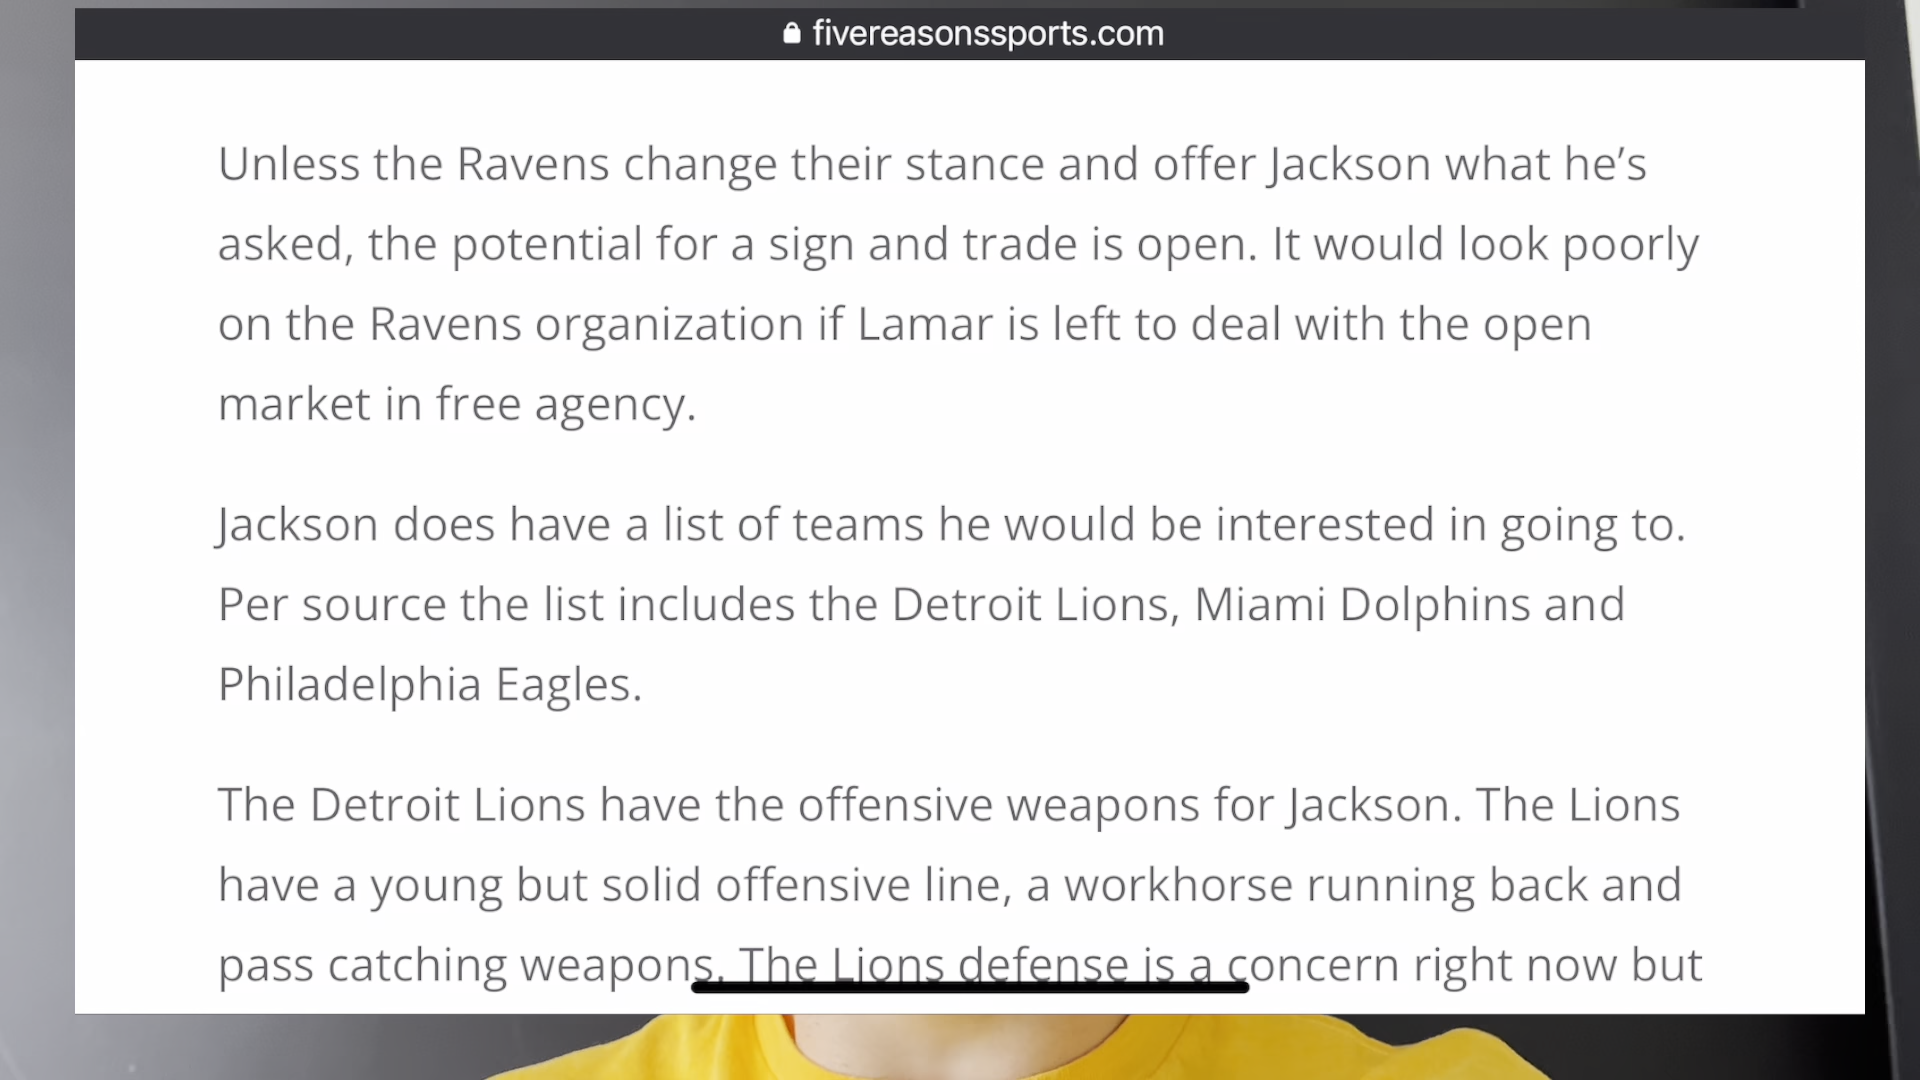 fivereasonssports.com
Unless the Ravens change their stance and offer Jackson what he’s
asked, the potential for a sign and trade is open. It would look poorly
on the Ravens organization if Lamar is left to deal with the open
market in free agency.
Jackson does have a list of teams he would be interested in going to.
Per source the list includes the Detroit Lions, Miami Dolphins and
Philadelphia Eagles.
The Detroit Lions have the offensive weapons for Jackson. The Lions
have a young but solid offensive line, a workhorse running back and
pass catching weapons. The Lions defense is a concern right now but